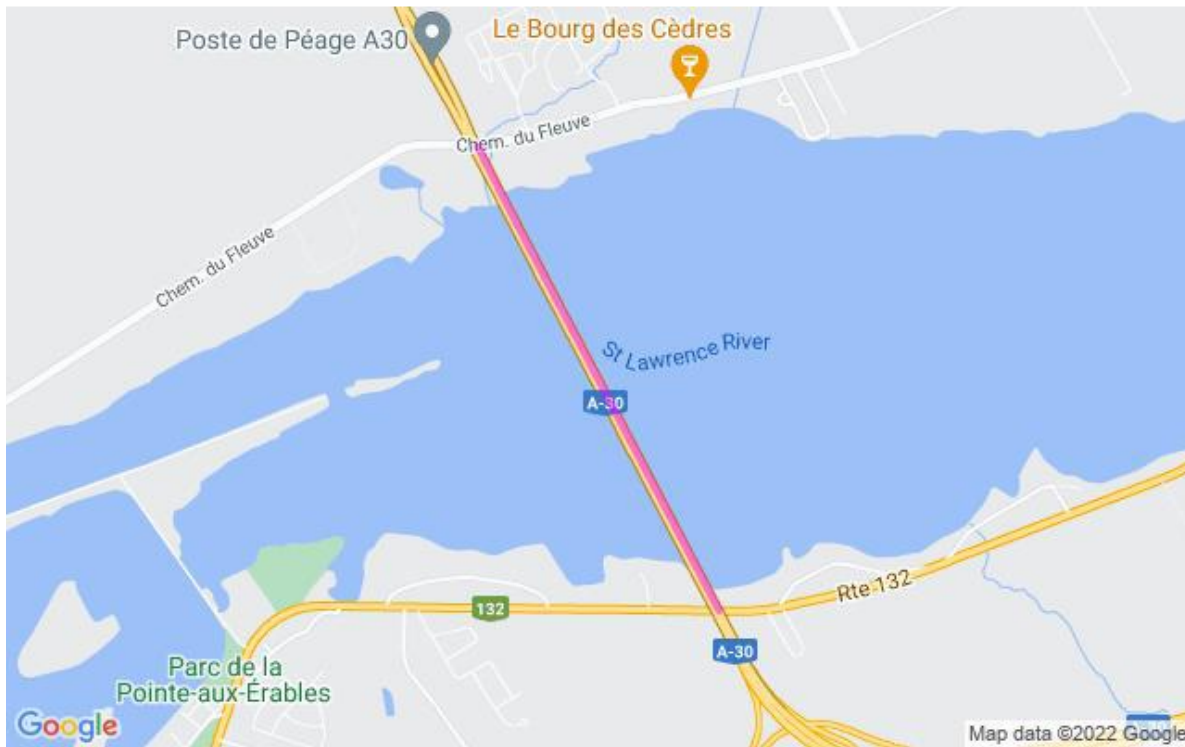 Poste de Péage A30
Le Bourg des Cèdres
Chem. du Fleuve
Chem. du Fleuve
St Lawrence River
A-30
132
Rte 132
A-30
Parc de la
Pointe-aux-Érables
Google
Map data ©2022 Google